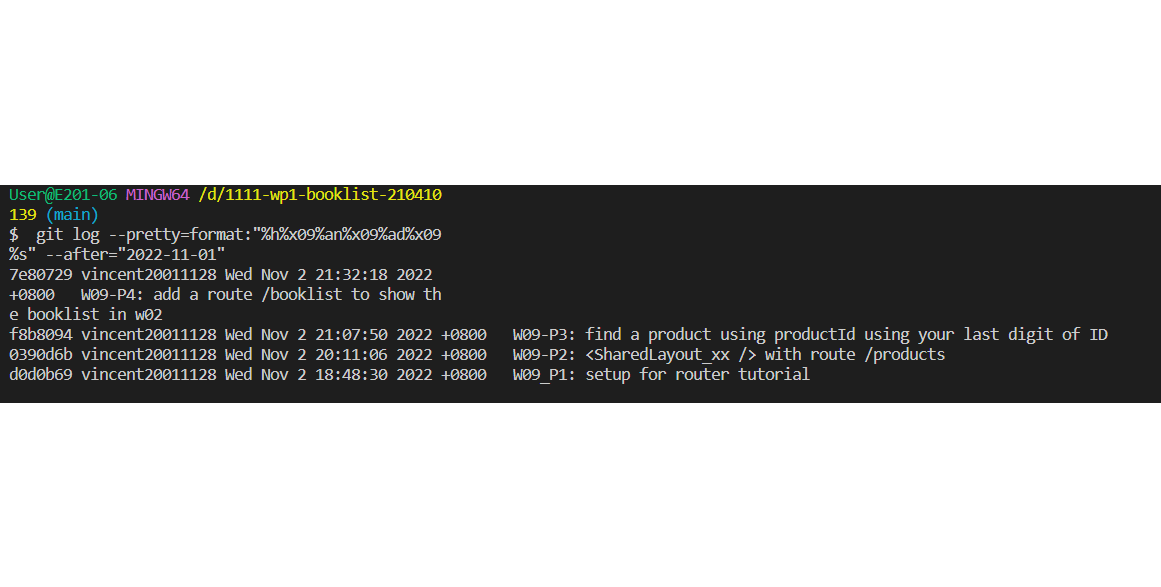 User@E201-06 MINGW64 /d/1111-wp1-booklist-210410
139 (main)
$  git log --pretty=format:"%h%x09%an%x09%ad%x09
%s" --after="2022-11-01"
7e80729 vincent20011128 Wed Nov 2 21:32:18 2022
+0800   W09-P4: add a route /booklist to show th
e booklist in w02
f8b8094 vincent20011128 Wed Nov 2 21:07:50 2022 +0800   W09-P3: find a product using productId using your last digit of ID
0390d6b vincent20011128 Wed Nov 2 20:11:06 2022 +0800   W09-P2: <SharedLayout_xx /> with route /products
d0d0b69 vincent20011128 Wed Nov 2 18:48:30 2022 +0800   W09_P1: setup for router tutorial